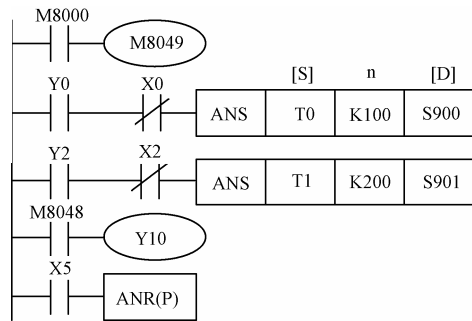 M8000
M8049
[S] n [D]
Y0 X0
ANS T0 K100 S900
Y2 X2
ANS T1 K200 S901
M8048
Y10
X5
ANR(P)